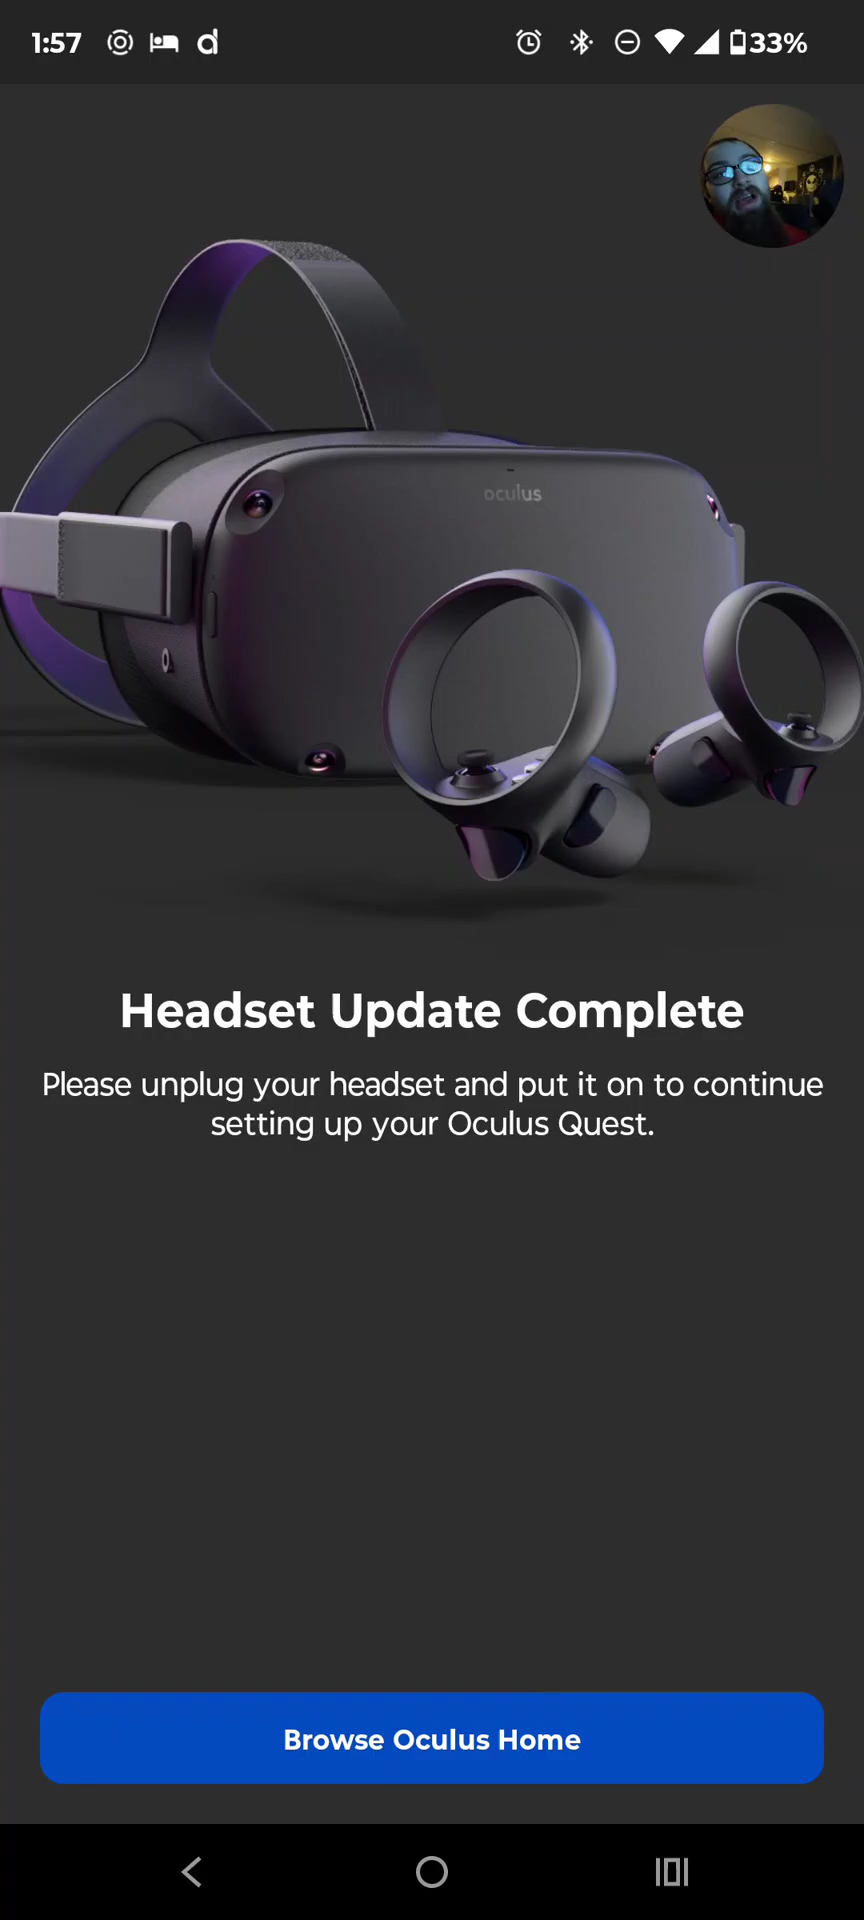 1:57 33%
oculus
Headset Update Complete
Please unplug your headset and put it on to continue
setting up your Oculus Quest.
Browse Oculus Home